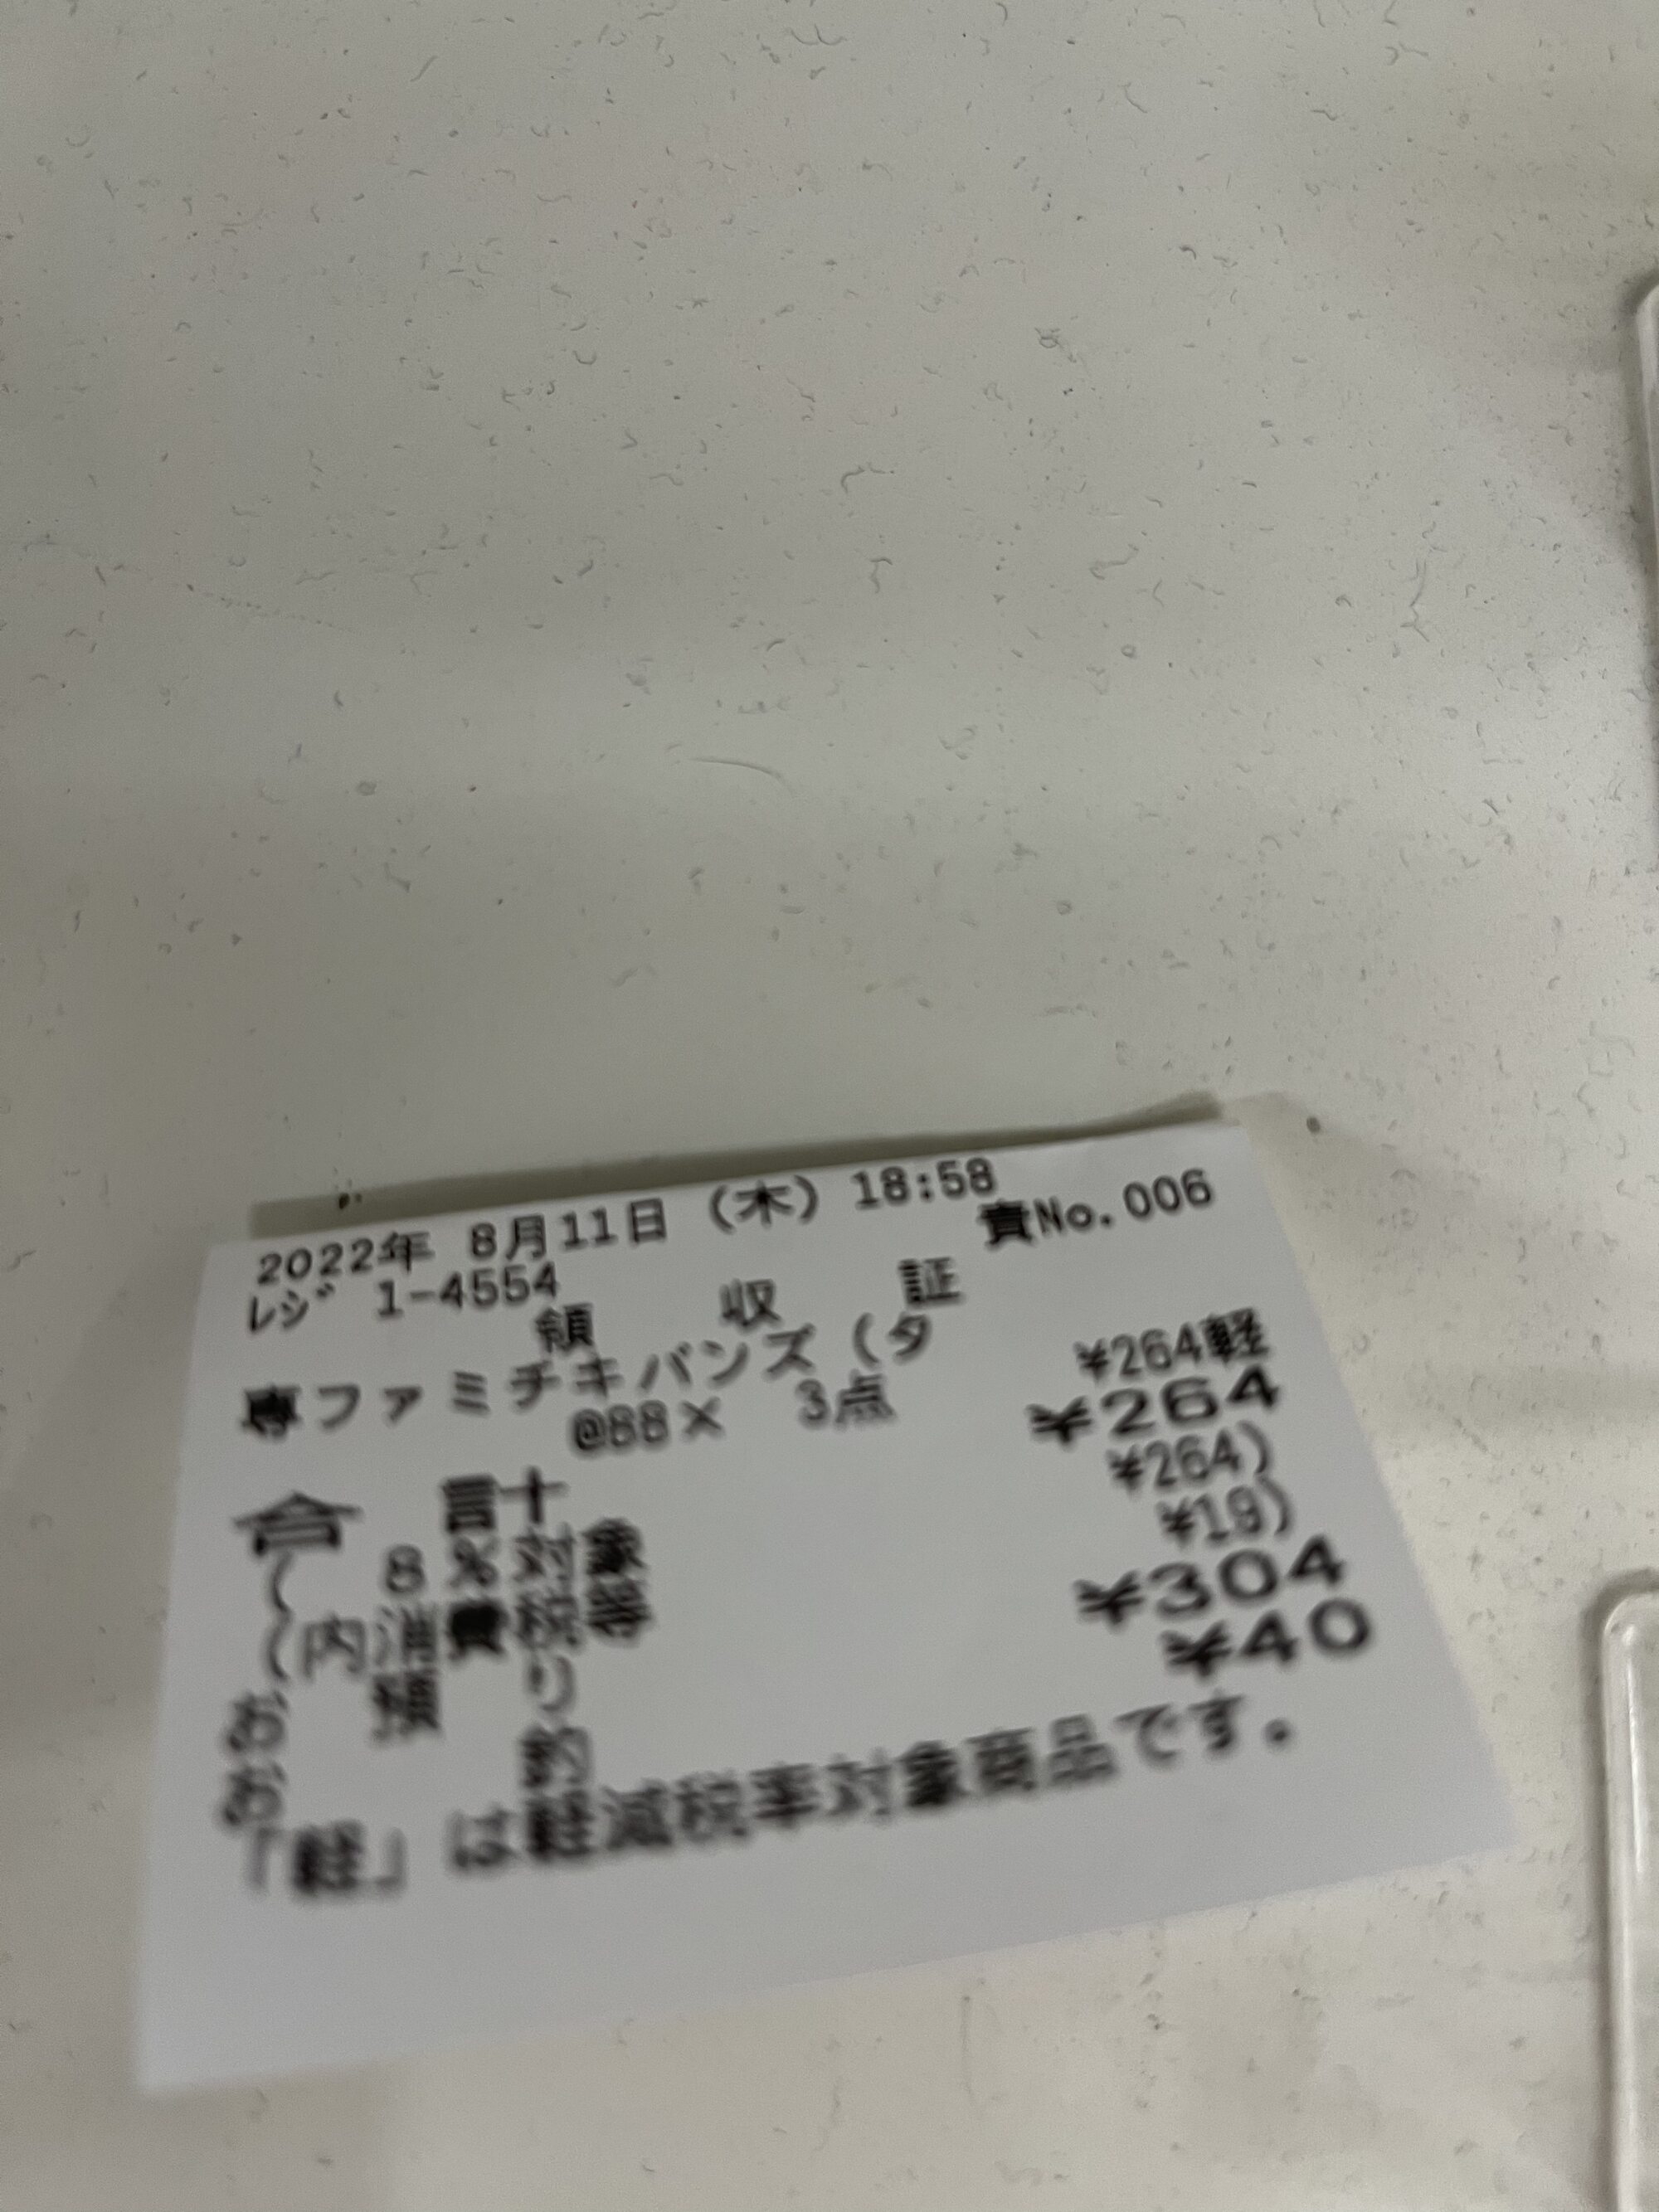 2022年 8月11日（木）18:58
ﾚｼﾞ 1-4554 責No.006
領 収 証
専ファミチキバンズ（タ ¥264軽
@88× 3点
合 計 ¥264
( 8%対象 ¥264)
(内消費税等 ¥19)
お 預 り ¥304
お 釣 ¥40
「軽」は軽減税率対象商品です。